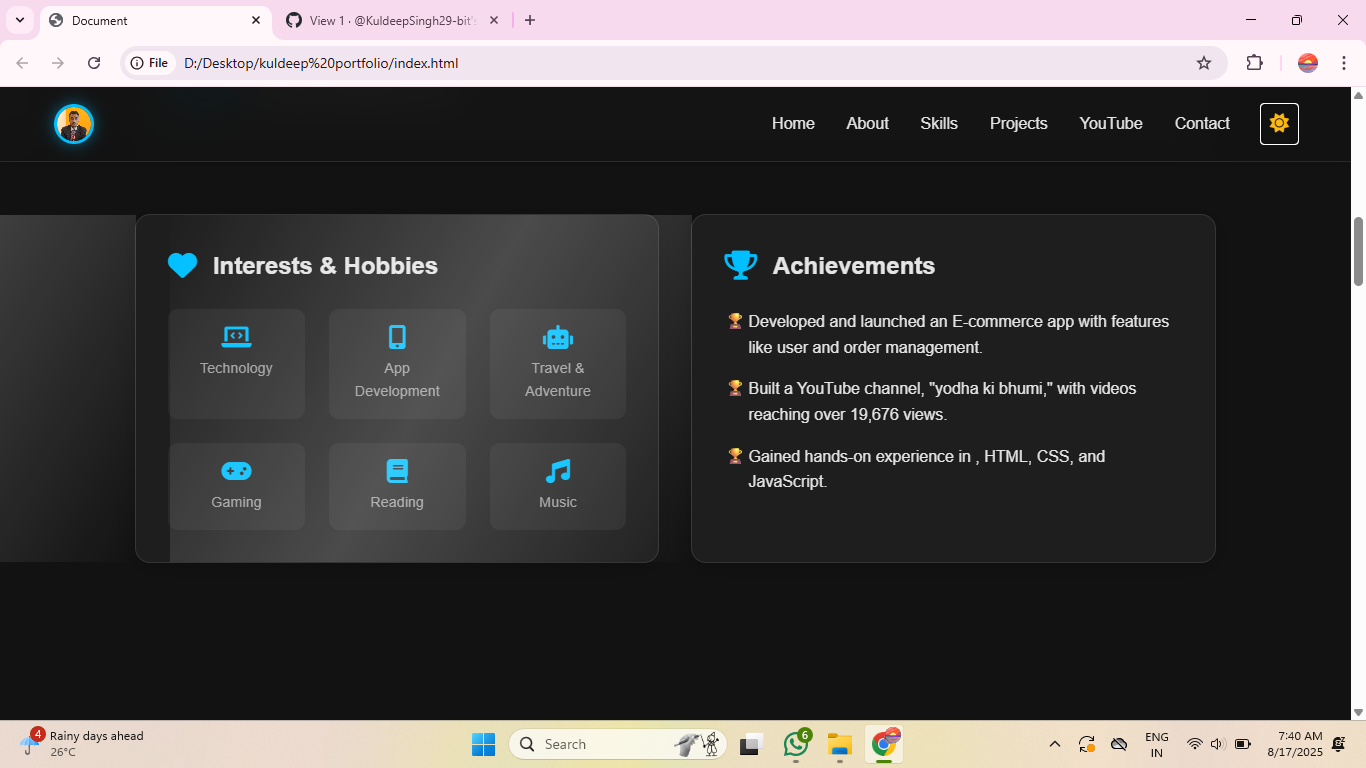 Document
View 1 · @KuldeepSingh29-bit's
File
D:/Desktop/kuldeep%20portfolio/index.html
Home
About
Skills
Projects
YouTube
Contact
Interests & Hobbies
Technology
App
Development
Travel &
Adventure
Gaming
Reading
Music
Achievements
Developed and launched an E-commerce app with features
like user and order management.
Built a YouTube channel, "yodha ki bhumi," with videos
reaching over 19,676 views.
Gained hands-on experience in , HTML, CSS, and
JavaScript.
4
Rainy days ahead
26°C
Search
6
ENG
IN
7:40 AM
8/17/2025